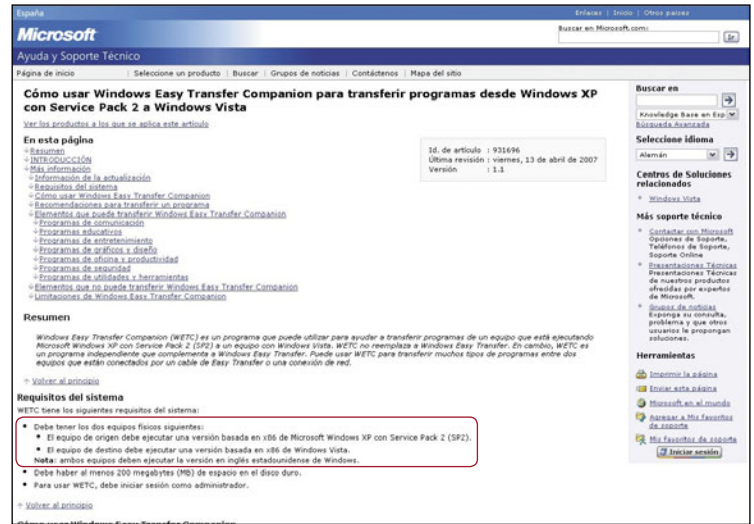 España
Enlaces | Inicio | Otros países
Microsoft
Buscar en Microsoft.com:
Ir
Ayuda y Soporte Técnico
Página de inicio | Seleccione un producto | Buscar | Grupos de noticias | Contáctenos | Mapa del sitio
Cómo usar Windows Easy Transfer Companion para transferir programas desde Windows XP
con Service Pack 2 a Windows Vista
Ver los productos a los que se aplica este artículo
En esta página
Resumen
INTRODUCCIÓN
Más información
Información de la actualización
Requisitos del sistema
Cómo usar Windows Easy Transfer Companion
Recomendaciones para transferir un programa
Elementos que puede transferir Windows Easy Transfer Companion
Programas de comunicación
Programas educativos
Programas de entretenimiento
Programas de gráficos y diseño
Programas de oficina y productividad
Programas de seguridad
Programas de utilidades y herramientas
Elementos que no puede transferir Windows Easy Transfer Companion
Limitaciones de Windows Easy Transfer Companion
Id. de artículo : 931696
Última revisión : viernes, 13 de abril de 2007
Versión : 1.1
Resumen
Windows Easy Transfer Companion (WETC) es un programa que puede utilizar para ayudar a transferir programas de un equipo que está ejecutando
Microsoft Windows XP con Service Pack 2 (SP2) a un equipo con Windows Vista. WETC no reemplaza a Windows Easy Transfer. En cambio, WETC es
un programa independiente que complementa a Windows Easy Transfer. Puede usar WETC para transferir muchos tipos de programas entre dos
equipos que están conectados por un cable de Easy Transfer o una conexión de red.
Volver al principio
Requisitos del sistema
WETC tiene los siguientes requisitos del sistema:
• Debe tener los dos equipos físicos siguientes:
• El equipo de origen debe ejecutar una versión basada en x86 de Microsoft Windows XP con Service Pack 2 (SP2).
• El equipo de destino debe ejecutar una versión basada en x86 de Windows Vista.
Nota: ambos equipos deben ejecutar la versión en inglés estadounidense de Windows.
• Debe haber al menos 200 megabytes (MB) de espacio en el disco duro.
• Para usar WETC, debe iniciar sesión como administrador.
Volver al principio
Cómo usar Windows Easy Transfer Companion
Buscar en
Knowledge Base en Esp
Búsqueda Avanzada
Seleccione idioma
Alemán
Centros de Soluciones
relacionados
Windows Vista
Más soporte técnico
Contactar con Microsoft
Opciones de Soporte,
Teléfonos de Soporte,
Soporte Online
Presentaciones Técnicas
Presentaciones Técnicas
de nuestros productos
ofrecidas por expertos
de Microsoft.
Grupos de noticias
Exponga su consulta,
problema y que otros
usuarios le propongan
soluciones.
Herramientas
Imprimir la página
Enviar esta página
Microsoft en el mundo
Agregar a Mis favoritos
de soporte
Mis favoritos de soporte
Iniciar sesión